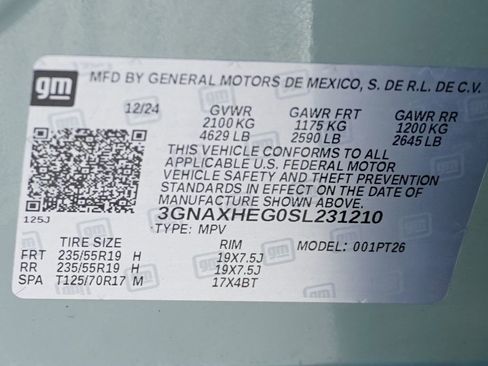 gm MFD BY GENERAL MOTORS DE MEXICO, S. DE R.L. DE C.V.
12/24 GVWR GAWR FRT GAWR RR
2100 KG 1175 KG 1200 KG
4629 LB 2590 LB 2645 LB
THIS VEHICLE CONFORMS TO ALL
APPLICABLE U.S. FEDERAL MOTOR
VEHICLE SAFETY AND THEFT PREVENTION
STANDARDS IN EFFECT ON THE DATE OF
MANUFACTURE SHOWN ABOVE.
125J 3GNAXHEG0SL231210
TYPE: MPV
TIRE SIZE RIM MODEL: 001PT26
FRT 235/55R19 H 19X7.5J
RR 235/55R19 H 19X7.5J
SPA T125/70R17 M 17X4BT